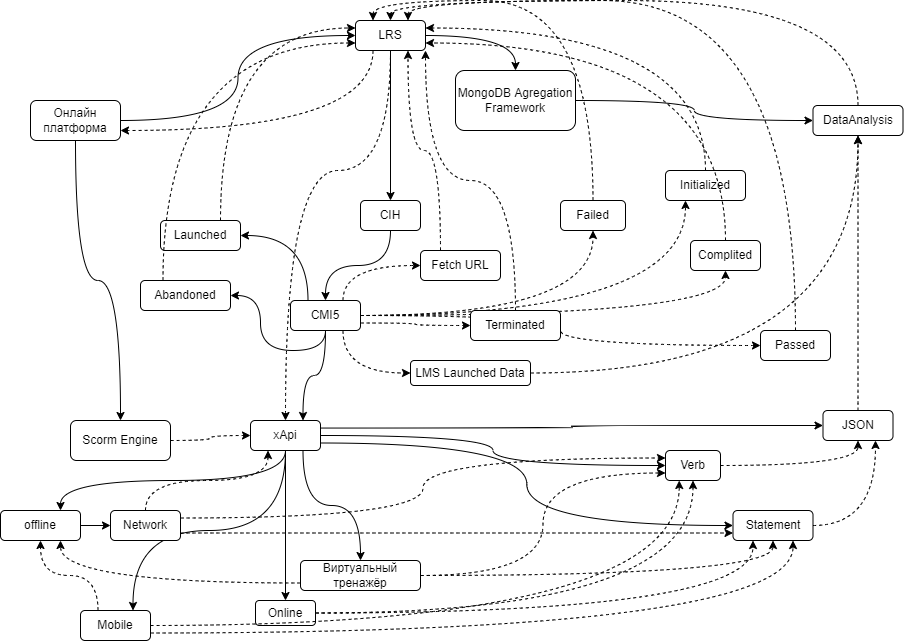 LRS
MongoDB Agregation
Framework
Онлайн
платформа
DataAnalysis
Initialized
CIH
Failed
Launched
Complited
Fetch URL
Abandoned
CMI5
Terminated
Passed
LMS Launched Data
Scorm Engine
xApi
JSON
Verb
offline
Network
Statement
Виртуальный
тренажёр
Online
Mobile